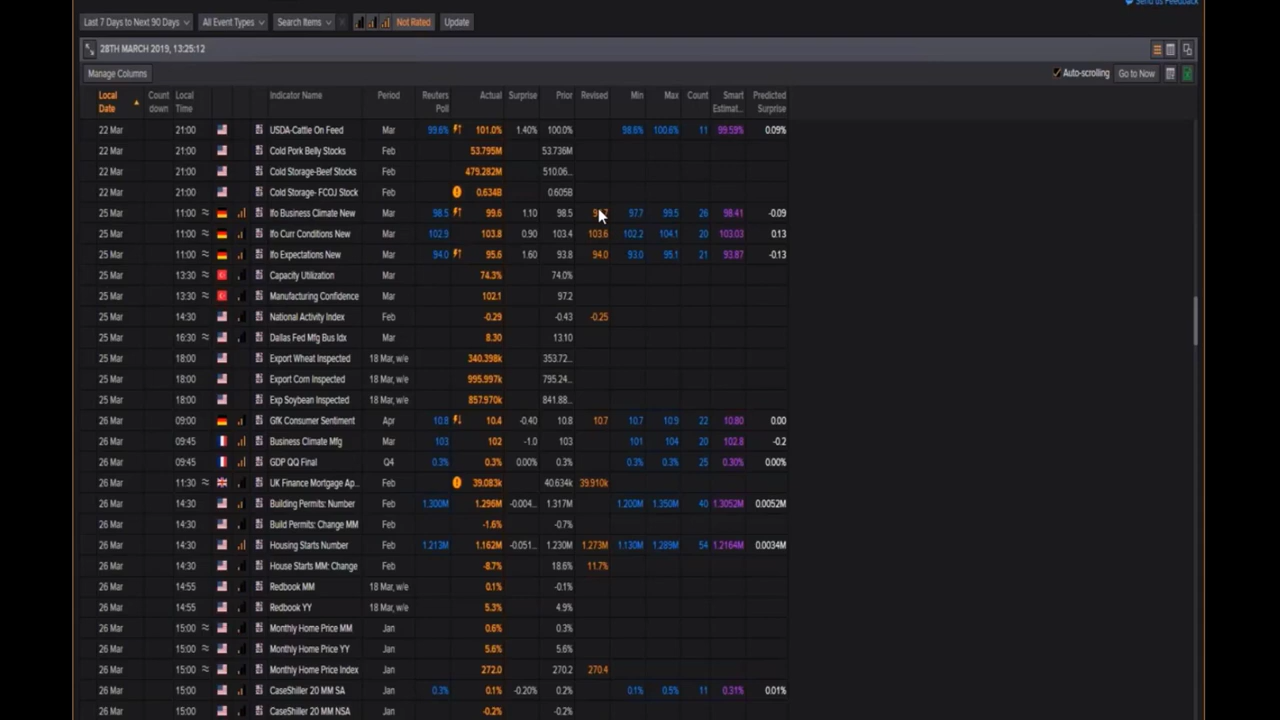 Send us Feedback
Last 7 Days to Next 90 Days All Event Types Search Items Not Rated Update
28TH MARCH 2019, 13:25:12
Manage Columns Auto-scrolling Go to Now
Local Date Count down Local Time Indicator Name Period Reuters Poll Actual Surprise Prior Revised Min Max Count Smart Estimat... Predicted Surprise
22 Mar 21:00 USDA-Cattle On Feed Mar 99.6% 101.0% 1.40% 100.0% 98.6% 100.6% 11 99.59% 0.09%
22 Mar 21:00 Cold Pork Belly Stocks Feb 53.795M 53.736M
22 Mar 21:00 Cold Storage-Beef Stocks Feb 479.282M 510.06...
22 Mar 21:00 Cold Storage- FCOJ Stock Feb 0.634B 0.605B
25 Mar 11:00 ≈ Ifo Business Climate New Mar 98.5 99.6 1.10 98.5 97.7 99.5 26 98.41 -0.09
25 Mar 11:00 ≈ Ifo Curr Conditions New Mar 102.9 103.8 0.90 103.4 103.6 102.2 104.1 20 103.03 0.13
25 Mar 11:00 ≈ Ifo Expectations New Mar 94.0 95.6 1.60 93.8 94.0 93.0 95.1 21 93.87 -0.13
25 Mar 13:30 ≈ Capacity Utilization Mar 74.3% 74.0%
25 Mar 13:30 ≈ Manufacturing Confidence Mar 102.1 97.2
25 Mar 14:30 National Activity Index Feb -0.29 -0.43 -0.25
25 Mar 16:30 ≈ Dallas Fed Mfg Bus Idx Mar 8.30 13.10
25 Mar 18:00 Export Wheat Inspected 18 Mar, w/e 340.398k 353.72...
25 Mar 18:00 Export Corn Inspected 18 Mar, w/e 995.997k 795.24...
25 Mar 18:00 Exp Soybean Inspected 18 Mar, w/e 857.970k 841.88...
26 Mar 09:00 GfK Consumer Sentiment Apr 10.8 10.4 -0.40 10.8 10.7 10.7 10.9 22 10.80 0.00
26 Mar 09:45 Business Climate Mfg Mar 103 102 -1.0 103 101 104 20 102.8 -0.2
26 Mar 09:45 GDP QQ Final Q4 0.3% 0.3% 0.00% 0.3% 0.3% 0.3% 25 0.30% 0.00%
26 Mar 11:30 ≈ UK Finance Mortgage Ap... Feb 39.083k 40.634k 39.910k
26 Mar 14:30 Building Permits: Number Feb 1.300M 1.296M -0.004... 1.317M 1.200M 1.350M 40 1.3052M 0.0052M
26 Mar 14:30 Build Permits: Change MM Feb -1.6% -0.7%
26 Mar 14:30 Housing Starts Number Feb 1.213M 1.162M -0.051... 1.230M 1.273M 1.130M 1.289M 54 1.2164M 0.0034M
26 Mar 14:30 House Starts MM: Change Feb -8.7% 18.6% 11.7%
26 Mar 14:55 Redbook MM 18 Mar, w/e 0.1% -0.1%
26 Mar 14:55 Redbook YY 18 Mar, w/e 5.3% 4.9%
26 Mar 15:00 ≈ Monthly Home Price MM Jan 0.6% 0.3%
26 Mar 15:00 ≈ Monthly Home Price YY Jan 5.6% 5.6%
26 Mar 15:00 ≈ Monthly Home Price Index Jan 272.0 270.2 270.4
26 Mar 15:00 CaseShiller 20 MM SA Jan 0.3% 0.1% -0.20% 0.2% 0.1% 0.5% 11 0.31% 0.01%
26 Mar 15:00 CaseShiller 20 MM NSA Jan -0.2% -0.2%